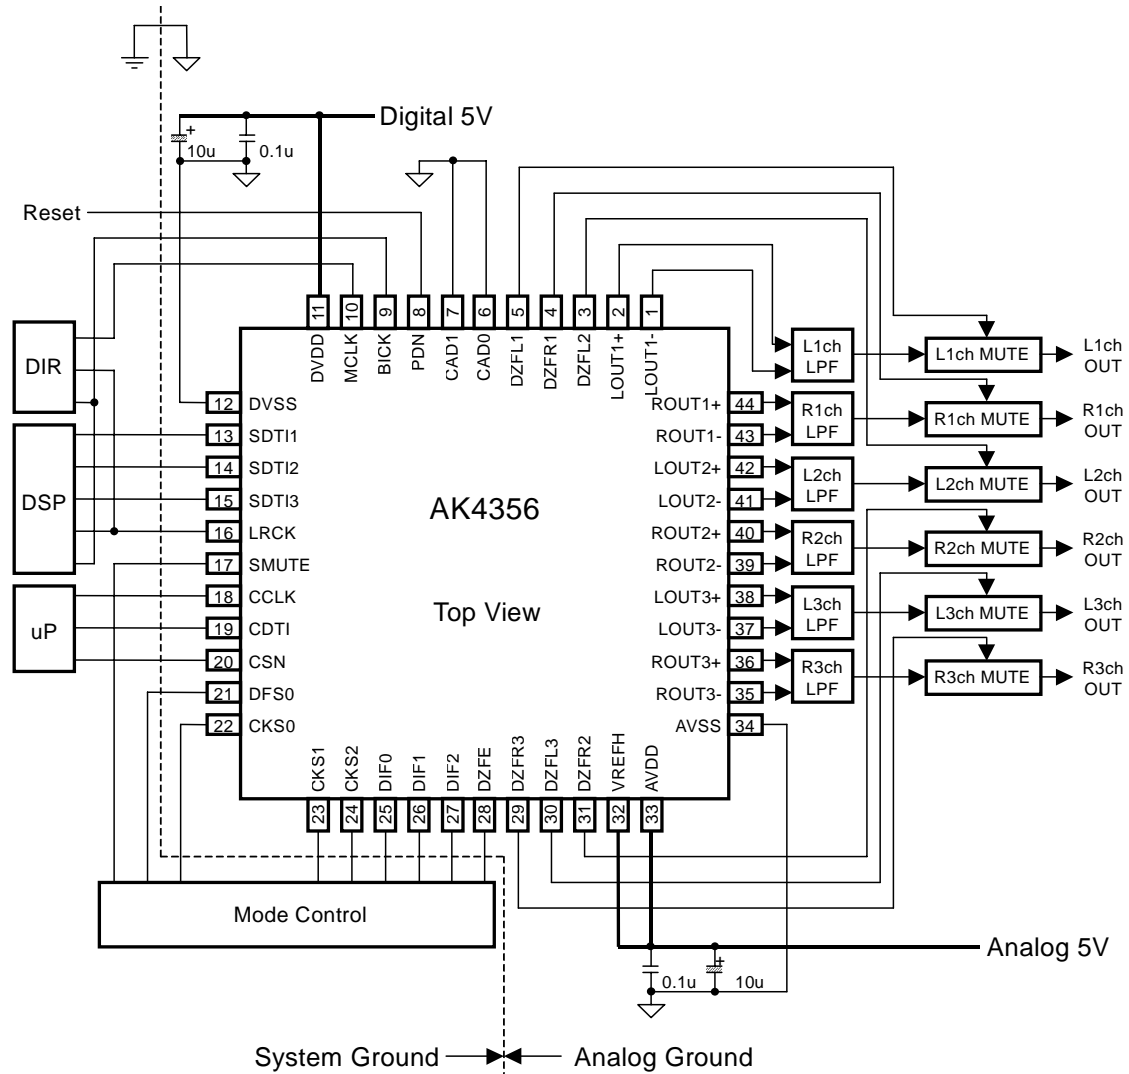 Digital 5V
+
10u
0.1u
Reset
11
10
9
8
7
6
5
4
3
2
1
DVDD
MCLK
BICK
PDN
CAD1
CAD0
DZFL1
DZFR1
DZFL2
LOUT1+
LOUT1-
DIR
DSP
uP
12 DVSS
13 SDTI1
14 SDTI2
15 SDTI3
16 LRCK
17 SMUTE
18 CCLK
19 CDTI
20 CSN
21 DFS0
22 CKS0
AK4356
Top View
ROUT1+ 44
ROUT1- 43
LOUT2+ 42
LOUT2- 41
ROUT2+ 40
ROUT2- 39
LOUT3+ 38
LOUT3- 37
ROUT3+ 36
ROUT3- 35
AVSS 34
L1ch
LPF
R1ch
LPF
L2ch
LPF
R2ch
LPF
L3ch
LPF
R3ch
LPF
L1ch MUTE
R1ch MUTE
L2ch MUTE
R2ch MUTE
L3ch MUTE
R3ch MUTE
L1ch
OUT
R1ch
OUT
L2ch
OUT
R2ch
OUT
L3ch
OUT
R3ch
OUT
CKS1
CKS2
DIF0
DIF1
DIF2
DZFE
DZFR3
DZFL3
DZFR2
VREFH
AVDD
23
24
25
26
27
28
29
30
31
32
33
Mode Control
Analog 5V
0.1u
+
10u
System Ground
Analog Ground